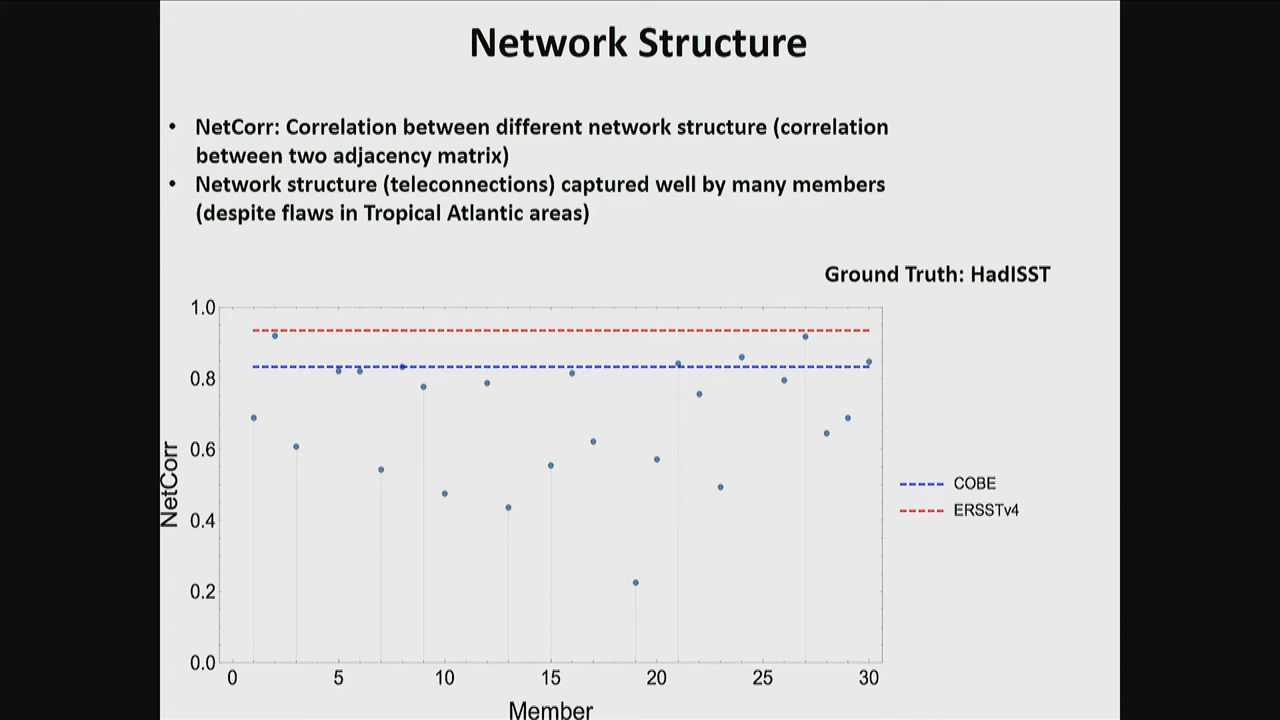 Network Structure
• NetCorr: Correlation between different network structure (correlation
between two adjacency matrix)
• Network structure (teleconnections) captured well by many members
(despite flaws in Tropical Atlantic areas)
Ground Truth: HadISST
1.0
0.8
0.6
0.4
0.2
0.0
NetCorr
0 5 10 15 20 25 30
Member
COBE
ERSSTv4